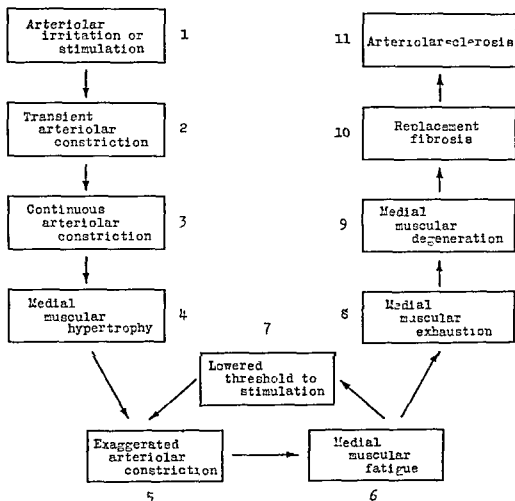 Arteriolar
irritation or
stimulation
1
Transient
arteriolar
constriction
2
Continuous
arteriolar
constriction
3
Medial
muscular
hypertrophy
4
Exaggerated
arteriolar
constriction
5
Medial
muscular
fatigue
6
Lowered
threshold to
stimulation
7
Medial
muscular
exhaustion
8
Medial
muscular
degeneration
9
Replacement
fibrosis
10
Arteriolarsclerosis
11